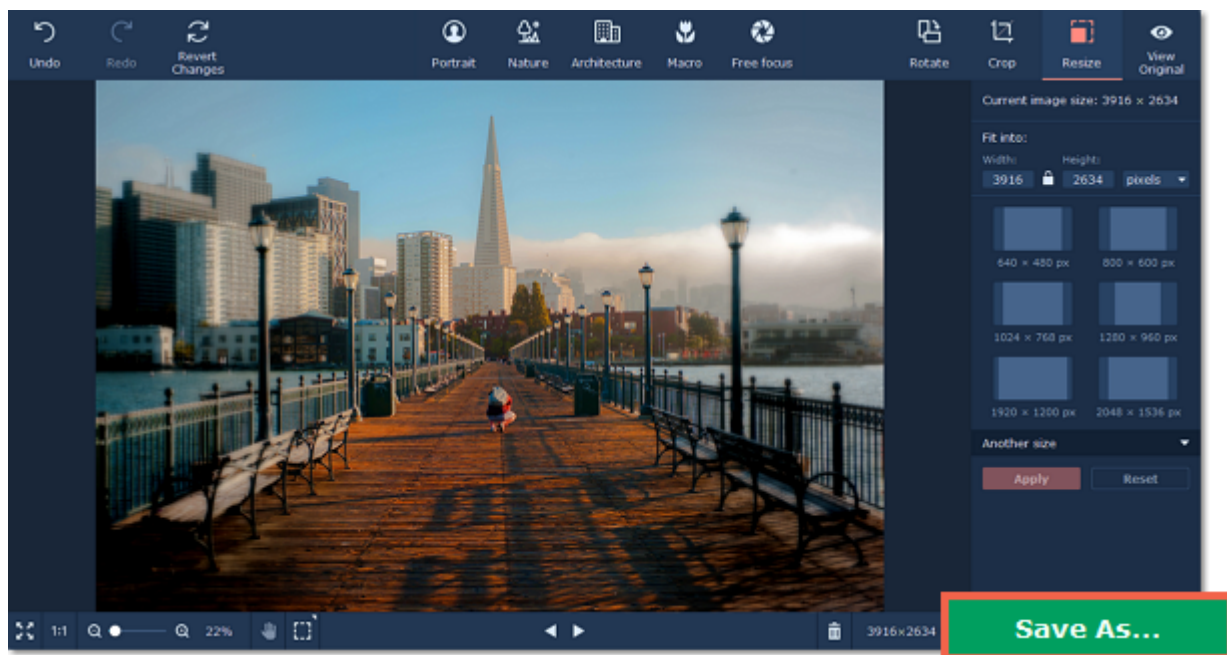 Undo
Redo
Revert
Changes
Portrait
Nature
Architecture
Macro
Free focus
Rotate
Crop
Resize
View
Original
Current image size: 3916 × 2634
Fit into:
Width: Height:
3916 2634 pixels
640 × 480 px 800 × 600 px
1024 × 768 px 1280 × 960 px
1920 × 1200 px 2048 × 1536 px
Another size
Apply Reset
1:1 22% 3916×2634 Save As...